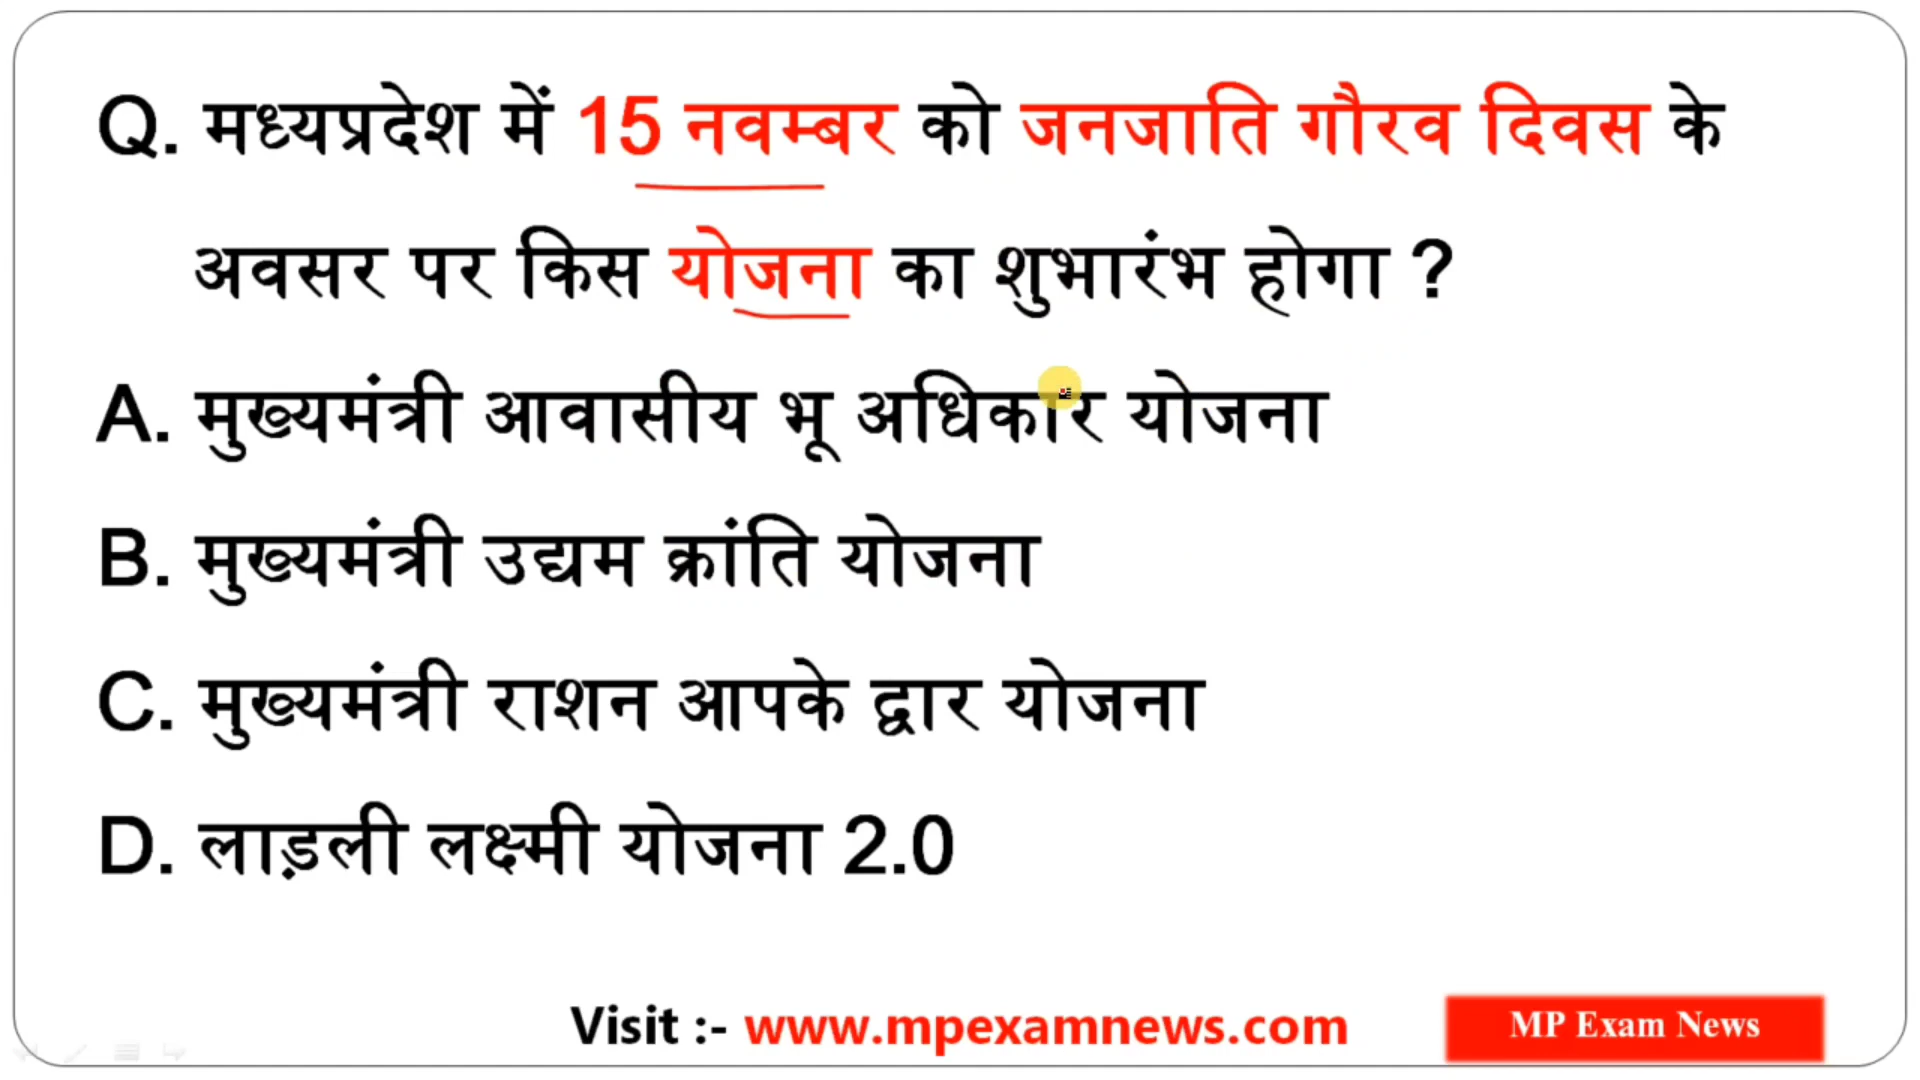 Q. मध्यप्रदेश में 15 नवम्बर को जनजाति गौरव दिवस के
अवसर पर किस योजना का शुभारंभ होगा ?
A. मुख्यमंत्री आवासीय भू अधिकार योजना
B. मुख्यमंत्री उद्यम क्रांति योजना
C. मुख्यमंत्री राशन आपके द्वार योजना
D. लाड़ली लक्ष्मी योजना 2.0
Visit :- www.mpexamnews.com
MP Exam News